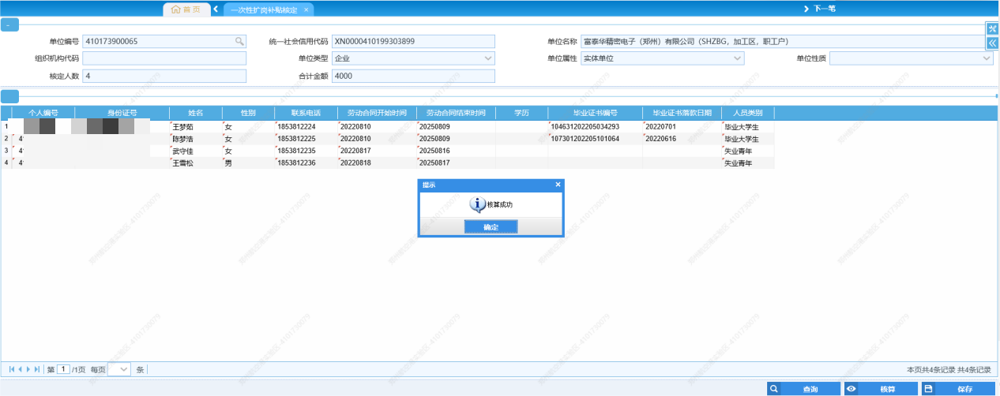 首页 一次性扩岗补贴核定 × 下一笔
单位编号 410173900065 统一社会信用代码 XN0000410199303899 单位名称 富泰华精密电子（郑州）有限公司（SHZBG，加工区，职工户）
组织机构代码 单位类型 企业 单位属性 实体单位 单位性质
核定人数 4 合计金额 4000
个人编号 身份证号 姓名 性别 联系电话 劳动合同开始时间 劳动合同结束时间 学历 毕业证书编号 毕业证书落款日期 人员类别
1 王梦茹 女 1853812224 20220810 20250809 104631202205034293 20220701 毕业大学生
2 4 陈梦浩 女 1853812225 20220810 20250809 107301202205101064 20220616 毕业大学生
3 4 武守佳 女 1853812235 20220817 20250816 失业青年
4 4 王雪松 男 1853812236 20220818 20250817 失业青年
提示 ×
核算成功
确定
第 1 /1页 每页 条 本页共4条记录 共4条记录
查询 核算 保存